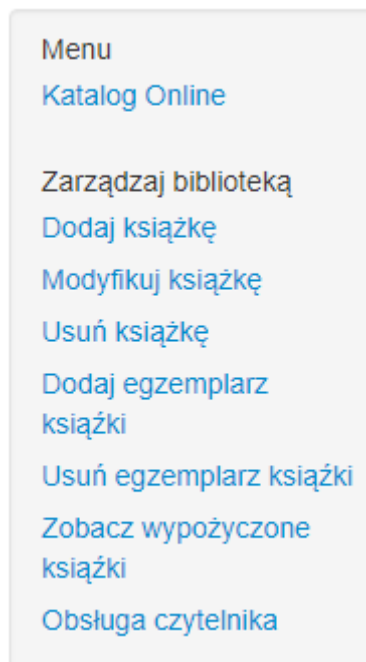 Menu
Katalog Online
Zarządzaj biblioteką
Dodaj książkę
Modyfikuj książkę
Usuń książkę
Dodaj egzemplarz
książki
Usuń egzemplarz książki
Zobacz wypożyczone
książki
Obsługa czytelnika